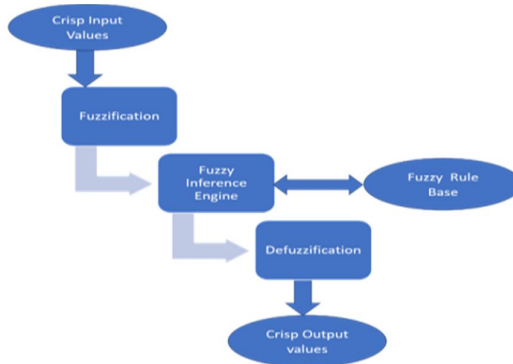 Crisp Input
Values
Fuzzification
Fuzzy
Inference
Engine
Fuzzy Rule
Base
Defuzzification
Crisp Output
values